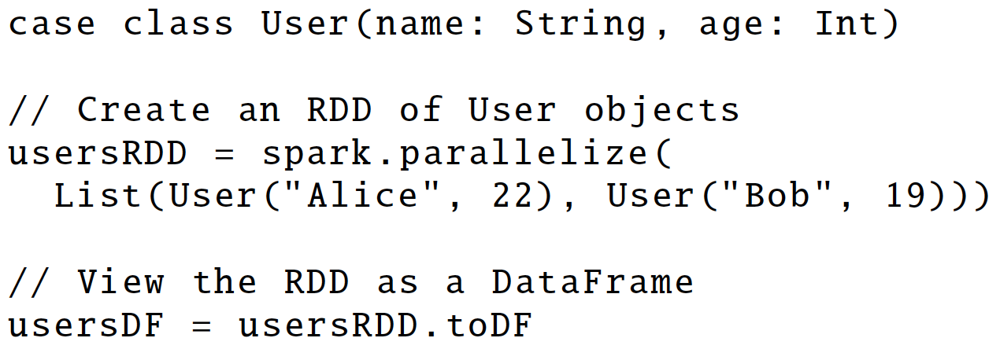 case class User(name: String, age: Int)
// Create an RDD of User objects
usersRDD = spark.parallelize(
List(User("Alice", 22), User("Bob", 19)))
// View the RDD as a DataFrame
usersDF = usersRDD.toDF